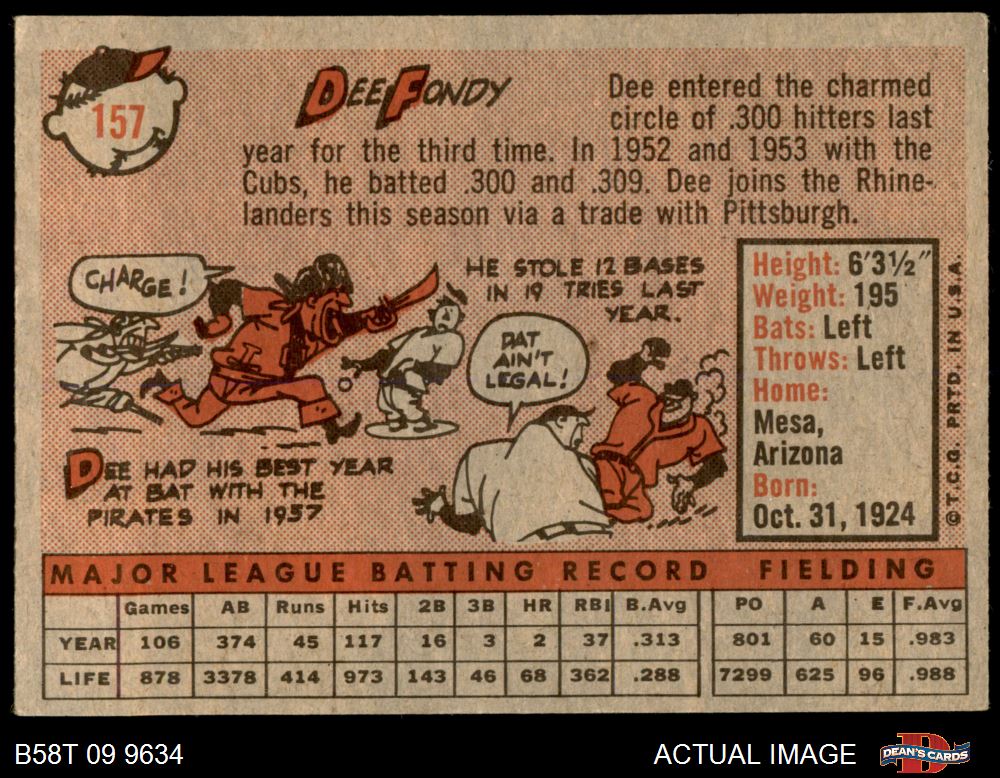 157
DEE FONDY
Dee entered the charmed
circle of .300 hitters last
year for the third time. In 1952 and 1953 with the
Cubs, he batted .300 and .309. Dee joins the Rhine-
landers this season via a trade with Pittsburgh.
CHARGE!
HE STOLE 12 BASES
IN 19 TRIES LAST
YEAR.
DAT
AIN'T
LEGAL!
DEE HAD HIS BEST YEAR
AT BAT WITH THE
PIRATES IN 1957
Height: 6'3½"
Weight: 195
Bats: Left
Throws: Left
Home:
Mesa,
Arizona
Born:
Oct. 31, 1924
© T.C.G. PRTD. IN U.S.A.
MAJOR LEAGUE BATTING RECORD FIELDING
Games AB Runs Hits 2B 3B HR RBI B.Avg PO A E F.Avg
YEAR 106 374 45 117 16 3 2 37 .313 801 60 15 .983
LIFE 878 3378 414 973 143 46 68 362 .288 7299 625 96 .988
B58T 09 9634
ACTUAL IMAGE
DEAN'S CARDS